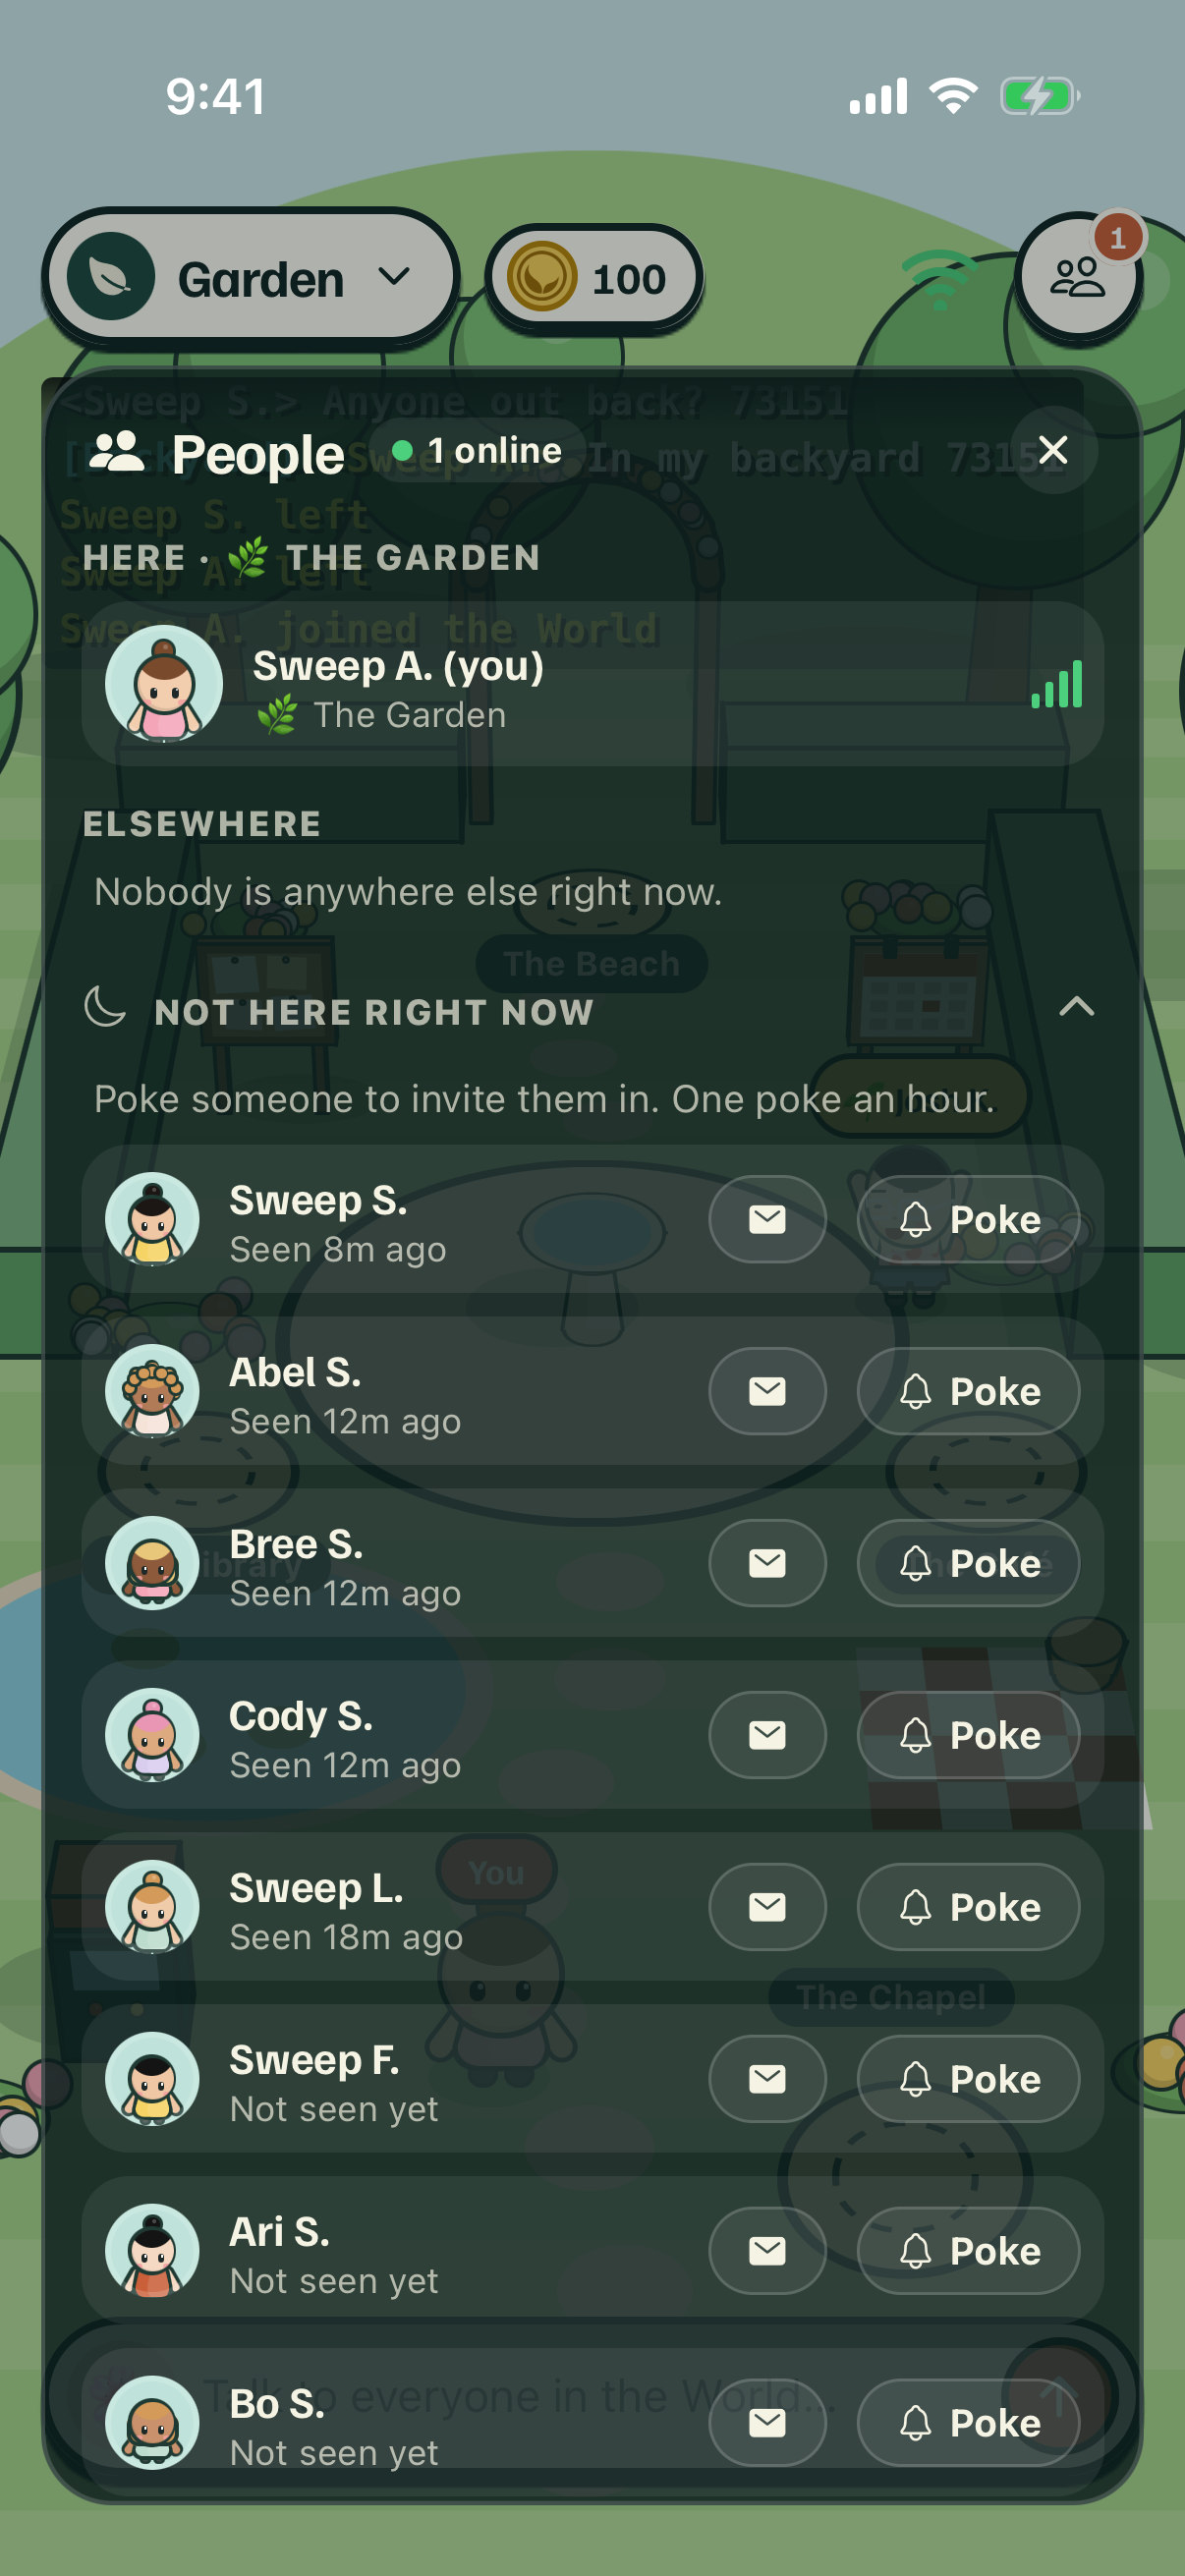 9:41
Garden
100
1
<Sweep S.> Anyone out back? 73151
People
1 online
In my backyard 7315
Sweep S. left
HERE · 🌿 THE GARDEN
Sweep A. left
Sweep A. joined the World
Sweep A. (you)
🌿 The Garden
ELSEWHERE
Nobody is anywhere else right now.
The Beach
NOT HERE RIGHT NOW
Poke someone to invite them in. One poke an hour.
Sweep S.
Seen 8m ago
Poke
Abel S.
Seen 12m ago
Poke
Bree S.
Seen 12m ago
Poke
Cody S.
Seen 12m ago
Poke
You
Sweep L.
Seen 18m ago
Poke
The Chapel
Sweep F.
Not seen yet
Poke
Ari S.
Not seen yet
Poke
everyone in the World...
Bo S.
Not seen yet
Poke